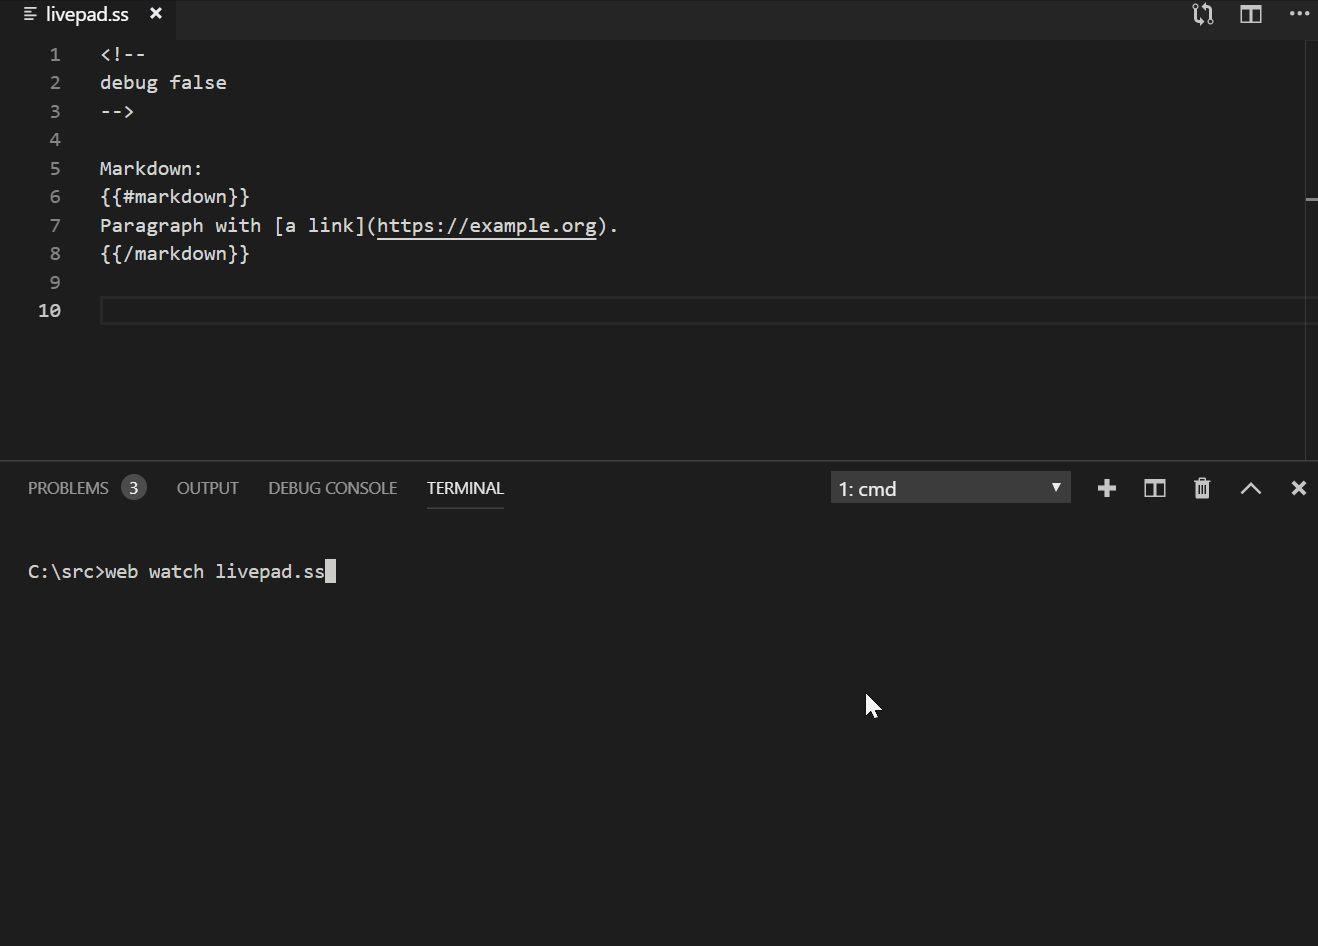 livepad.ss
1 <!--
2 debug false
3 -->
4
5 Markdown:
6 {{#markdown}}
7 Paragraph with [a link](https://example.org).
8 {{/markdown}}
9
10
PROBLEMS 3 OUTPUT DEBUG CONSOLE TERMINAL 1: cmd
C:\src>web watch livepad.ss